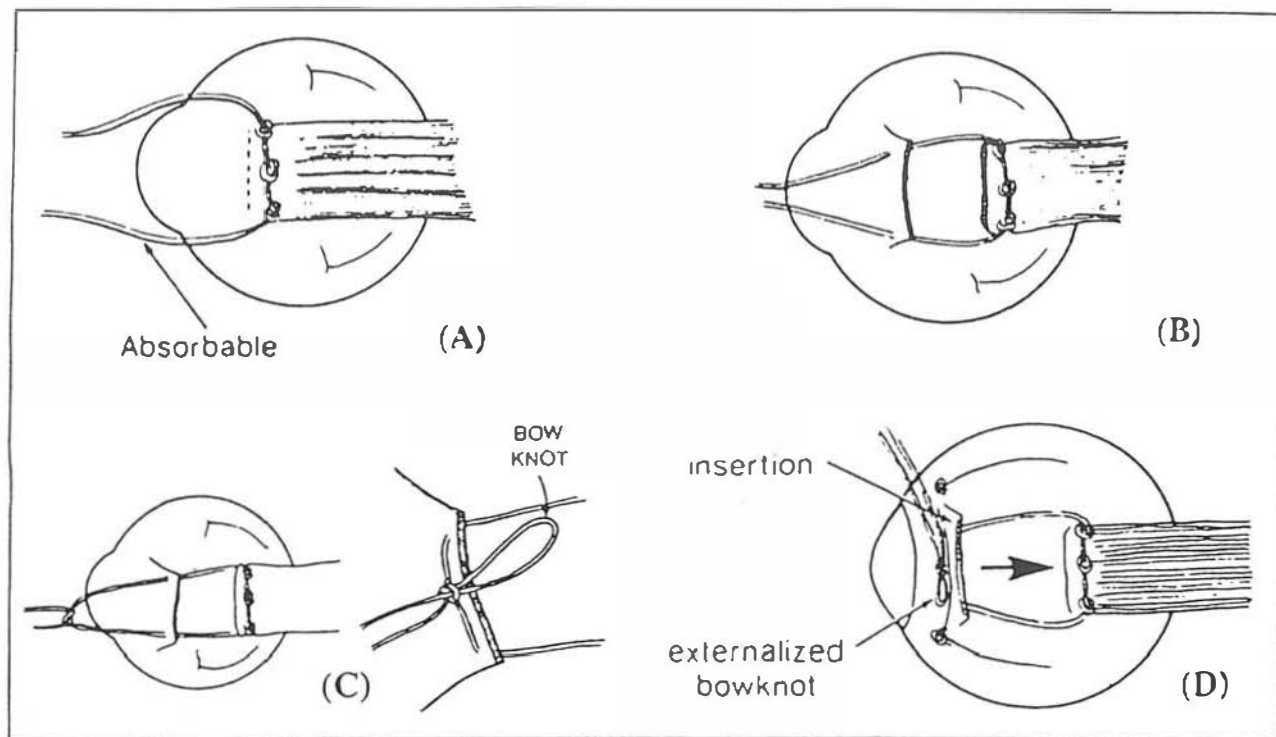 Absorbable
(A)
(B)
BOW
KNOT
(C)
insertion
externalized
bowknot
(D)